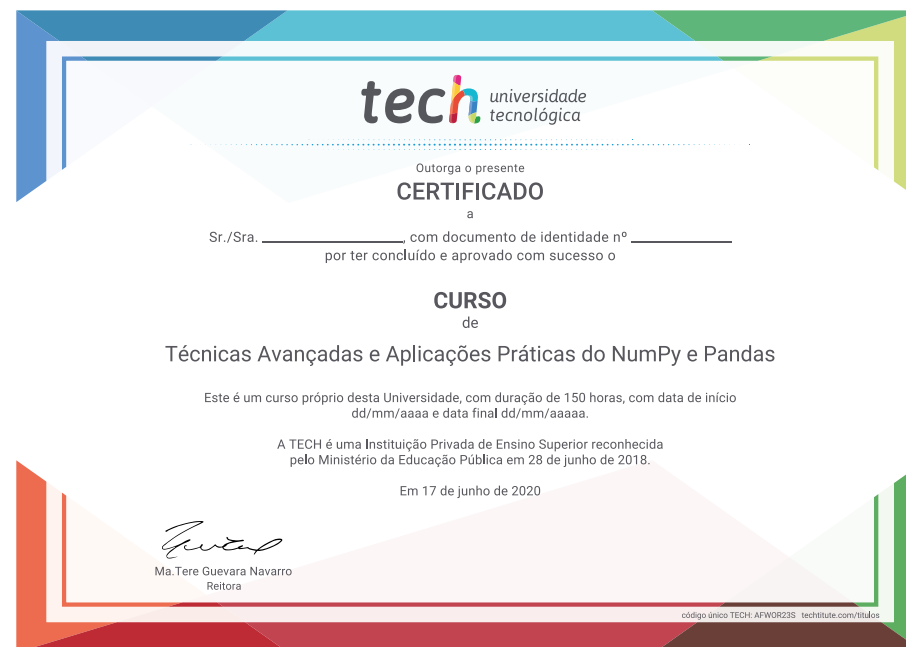 tech universidade
tecnológica
Outorga o presente
CERTIFICADO
a
Sr./Sra. ____________, com documento de identidade nº ____________
por ter concluído e aprovado com sucesso o
CURSO
de
Técnicas Avançadas e Aplicações Práticas do NumPy e Pandas
Este é um curso próprio desta Universidade, com duração de 150 horas, com data de início
dd/mm/aaaa e data final dd/mm/aaaaa.
A TECH é uma Instituição Privada de Ensino Superior reconhecida
pelo Ministério da Educação Pública em 28 de junho de 2018.
Em 17 de junho de 2020
Ma.Tere Guevara Navarro
Reitora
código único TECH: AFWOR23S techtitute.com/titulos